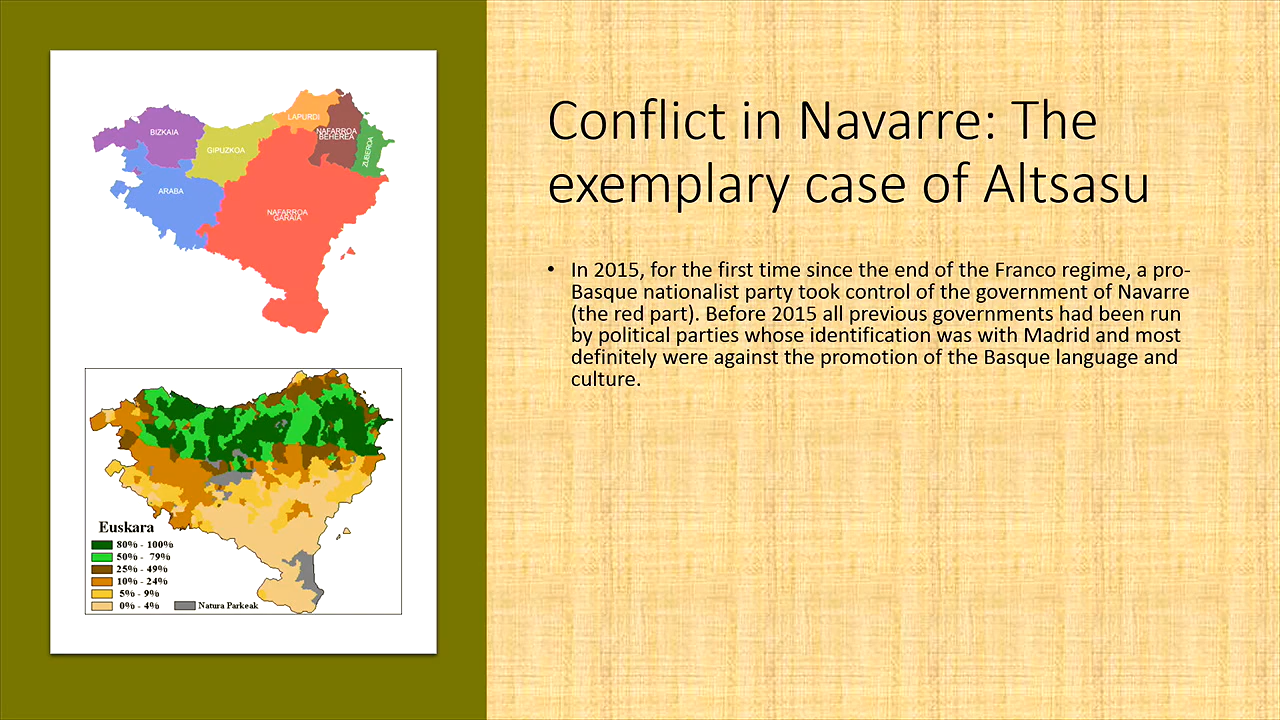 BIZKAIA
GIPUZKOA
LAPURDI
NAFARROA
BEHEREA
ZUBEROA
ARABA
NAFARROA
GARAIA
Euskara
80% - 100%
50% - 79%
25% - 49%
10% - 24%
5% - 9%
0% - 4%
Natura Parkeak
Conflict in Navarre: The
exemplary case of Altsasu
• In 2015, for the first time since the end of the Franco regime, a pro-
Basque nationalist party took control of the government of Navarre
(the red part). Before 2015 all previous governments had been run
by political parties whose identification was with Madrid and most
definitely were against the promotion of the Basque language and
culture.